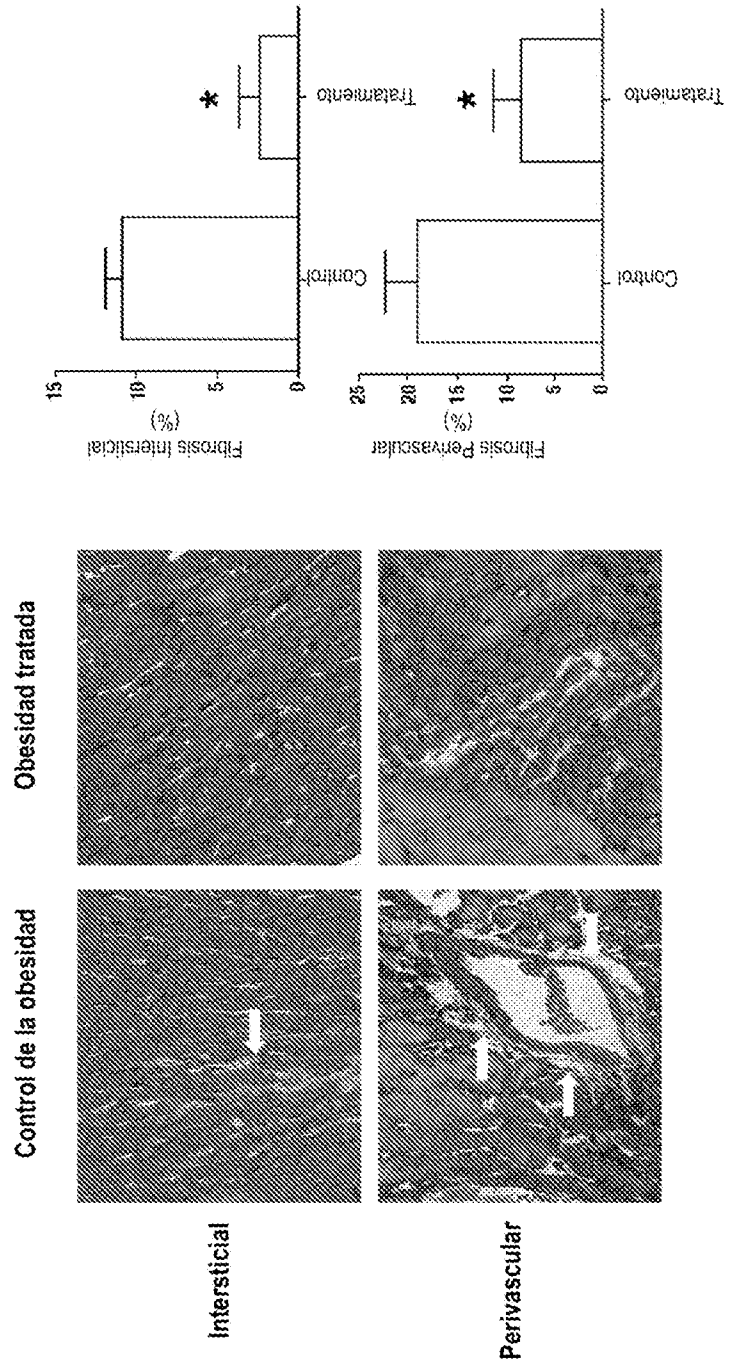 Control de la obesidad
Obesidad tratada
Intersticial
Fibrosis Intersticial
(%)
15
10
5
0
*
Control
Tratamiento
Perivascular
Fibrosis Perivascular
(%)
25
20
15
10
5
0
*
Control
Tratamiento